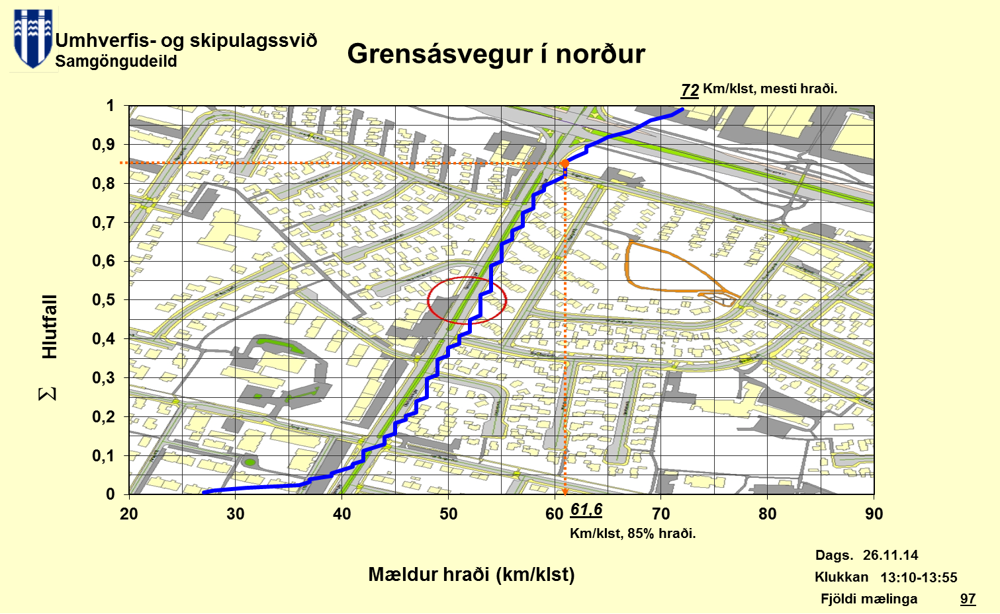 Umhverfis- og skipulagssvið
Samgöngudeild
Grensásvegur í norður
72 Km/klst, mesti hraði.
1
0,9
0,8
0,7
0,6
0,5
0,4
0,3
0,2
0,1
0
Σ Hlutfall
20 30 40 50 60 70 80 90
61,6
Km/klst, 85% hraði.
Mældur hraði (km/klst)
Dags. 26.11.14
Klukkan 13:10-13:55
Fjöldi mælinga 97